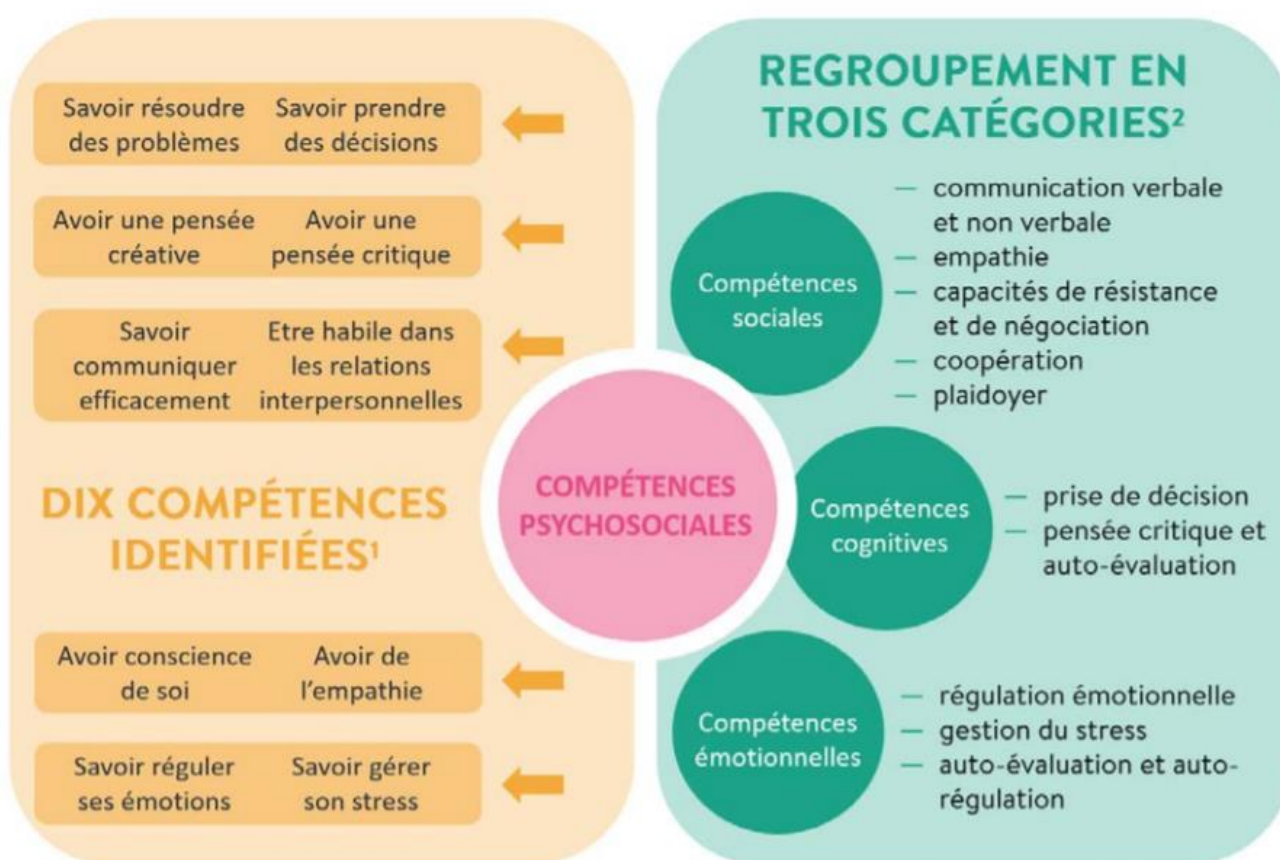 Savoir résoudre
des problèmes
Savoir prendre
des décisions
Avoir une pensée
créative
Avoir une
pensée critique
Savoir
communiquer
efficacement
Etre habile dans
les relations
interpersonnelles
DIX COMPÉTENCES
IDENTIFIÉES¹
Avoir conscience
de soi
Avoir de
l'empathie
Savoir réguler
ses émotions
Savoir gérer
son stress
COMPÉTENCES
PSYCHOSOCIALES
REGROUPEMENT EN
TROIS CATÉGORIES²
Compétences
sociales
— communication verbale
et non verbale
— empathie
— capacités de résistance
et de négociation
— coopération
— plaidoyer
Compétences
cognitives
— prise de décision
— pensée critique et
auto-évaluation
Compétences
émotionnelles
— régulation émotionnelle
— gestion du stress
— auto-évaluation et auto-
régulation